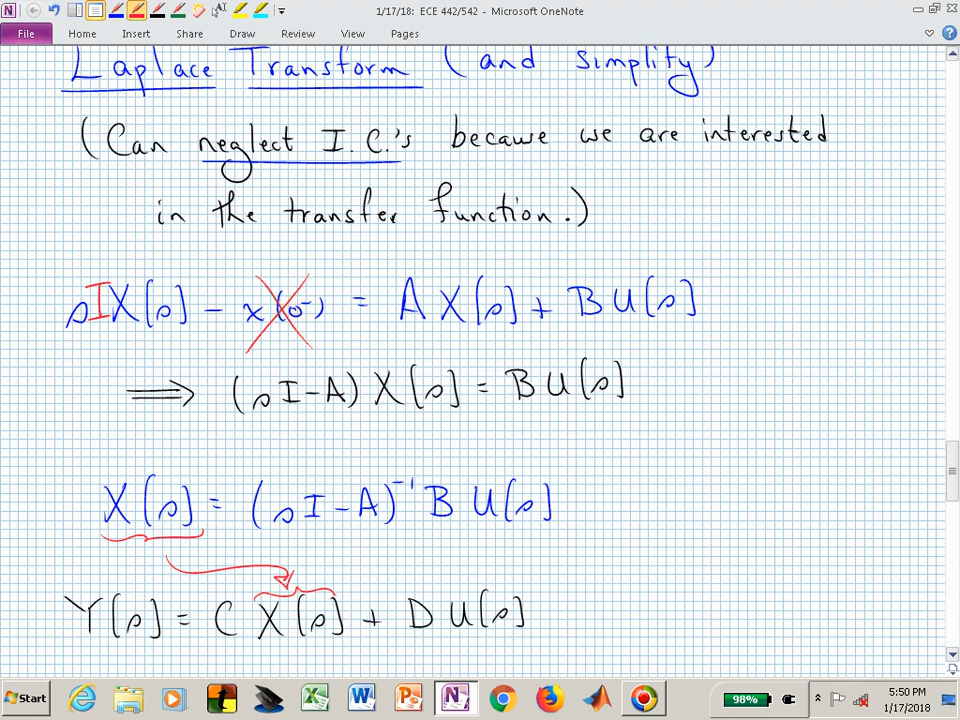 1/17/18: ECE 442/542 - Microsoft OneNote
File Home Insert Share Draw Review View Pages
Laplace Transform (and simplify)
(Can neglect I.C.'s because we are interested
in the transfer function.)
sIX(s) - x(0⁻) = AX(s) + BU(s)
⟹ (sI-A)X(s) = BU(s)
X(s) = (sI-A)⁻¹BU(s)
Y(s) = CX(s) + DU(s)
Start
98%
5:50 PM
1/17/2018